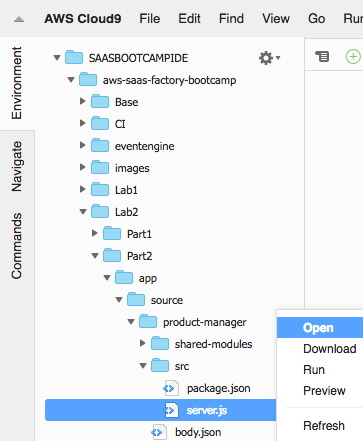 AWS Cloud9 File Edit Find View Go Run
Environment
Navigate
Commands
SAASBOOTCAMPIDE
aws-saas-factory-bootcamp
Base
CI
eventengine
images
Lab1
Lab2
Part1
Part2
app
source
product-manager
shared-modules
src
package.json
server.js
body.json
Open
Download
Run
Preview
Refresh